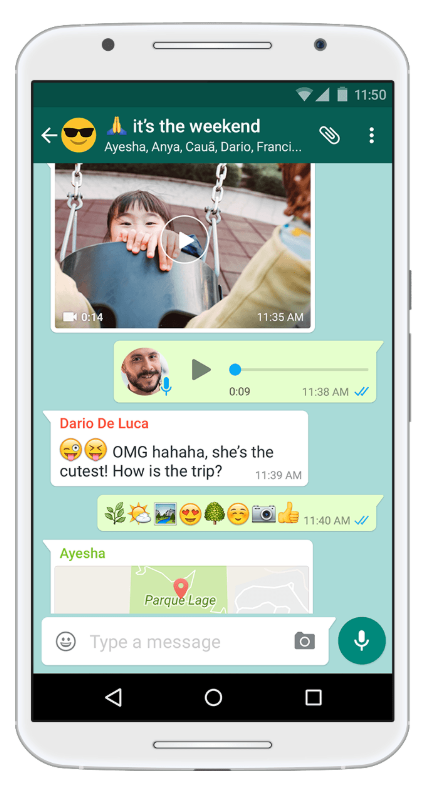 11:50
🙏 it’s the weekend
Ayesha, Anya, Cauã, Dario, Franci...
0:14
11:35 AM
0:09
11:38 AM
Dario De Luca
😜😝 OMG hahaha, she’s the
cutest! How is the trip?
11:39 AM
🌿🌤🏞😍🌳☺📷👍 11:40 AM
Ayesha
Parque Lage
Type a message